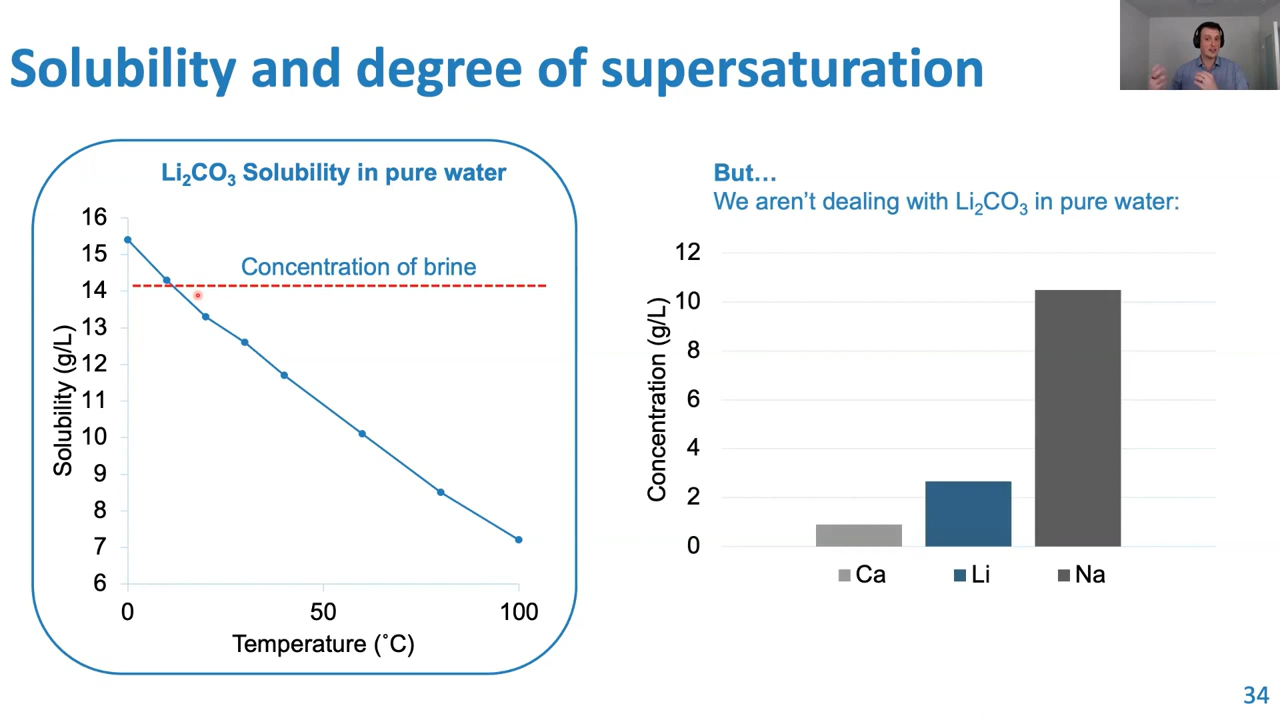 Solubility and degree of supersaturation
Li₂CO₃ Solubility in pure water
16
15
14
13
12
11
10
9
8
7
6
Solubility (g/L)
Concentration of brine
0
50
100
Temperature (˚C)
But…
We aren’t dealing with Li₂CO₃ in pure water:
12
10
8
6
4
2
0
Concentration (g/L)
Ca
Li
Na
34